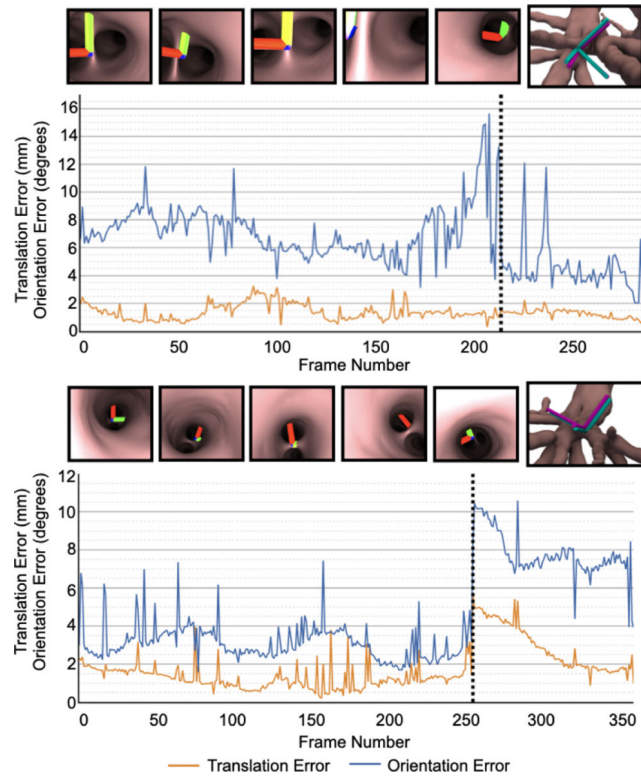 16
14
12
10
8
6
4
2
0
Translation Error (mm)
Orientation Error (degrees)
0 50 100 150 200 250
Frame Number
12
10
8
6
4
2
0
Translation Error (mm)
Orientation Error (degrees)
0 50 100 150 200 250 300 350
Frame Number
Translation Error Orientation Error